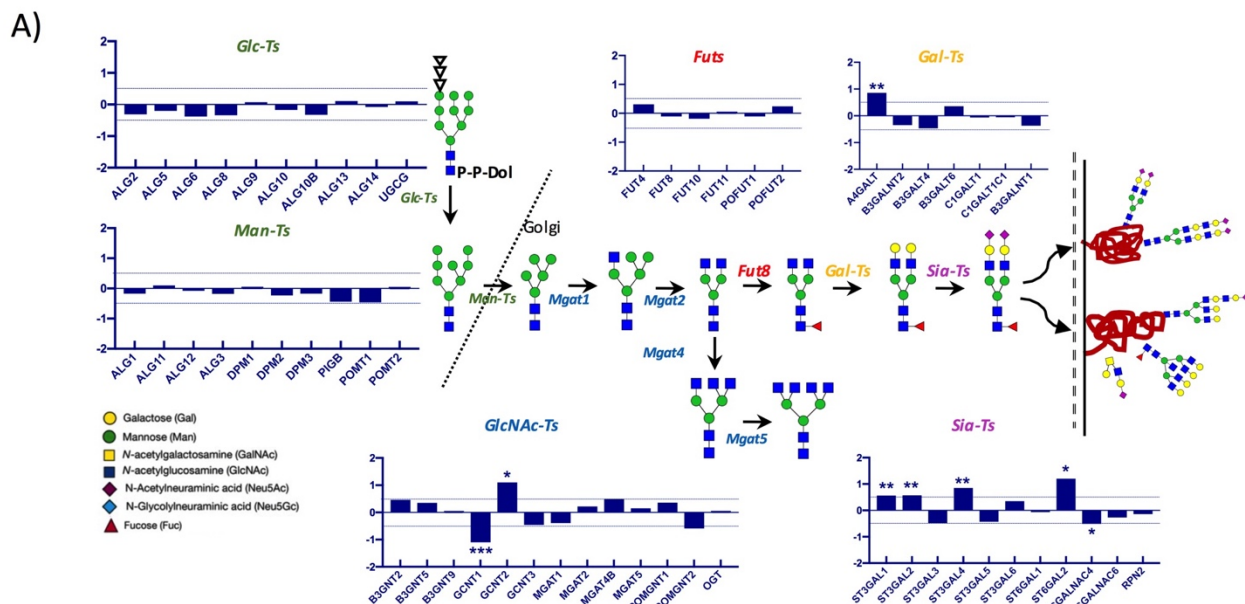 A)
Glc-Ts
2
1
0
-1
-2
ALG2
ALG5
ALG6
ALG8
ALG9
ALG10
ALG10B
ALG13
ALG14
UGCG
P-P-Dol
Glc-Ts
Futs
2
1
0
-1
-2
FUT4
FUT8
FUT10
FUT11
POFUT1
POFUT2
Gal-Ts
2
1
0
-1
-2
**
A4GALT
B3GALNT2
B3GALT4
B3GALT6
C1GALT1
C1GALT1C1
B3GALNT1
Man-Ts
2
1
0
-1
-2
ALG1
ALG11
ALG12
ALG3
DPM1
DPM2
DPM3
PIGB
POMT1
POMT2
Golgi
Man-Ts
Mgat1
Mgat2
Fut8
Gal-Ts
Sia-Ts
Mgat4
Mgat5
Galactose (Gal)
Mannose (Man)
N-acetylgalactosamine (GalNAc)
N-acetylglucosamine (GlcNAc)
N-Acetylneuraminic acid (Neu5Ac)
N-Glycolylneuraminic acid (Neu5Gc)
Fucose (Fuc)
GlcNAc-Ts
2
1
0
-1
-2
*
***
B3GNT2
B3GNT5
B3GNT9
GCNT1
GCNT2
GCNT3
MGAT1
MGAT2
MGAT4B
MGAT5
OMGNT1
OMGNT2
OGT
Sia-Ts
2
1
0
-1
-2
**
**
**
*
*
ST3GAL1
ST3GAL2
ST3GAL3
ST3GAL4
ST3GAL5
ST3GAL6
ST6GAL1
ST6GAL2
GALNAC4
GALNAC6
RPN2